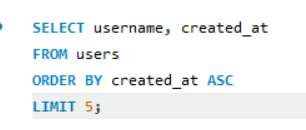 SELECT username, created_at
FROM users
ORDER BY created_at ASC
LIMIT 5;